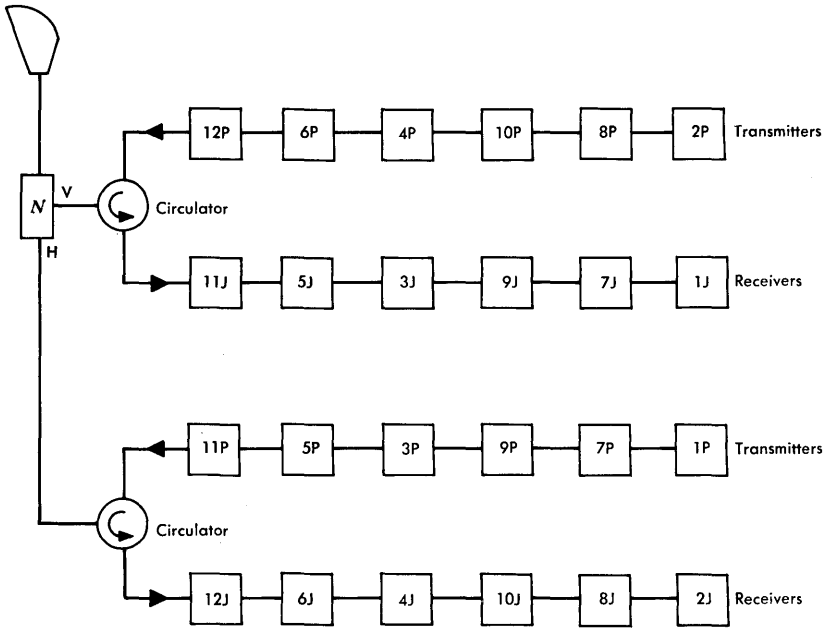 12P 6P 4P 10P 8P 2P Transmitters
V
N
Circulator
H
11J 5J 3J 9J 7J 1J Receivers
11P 5P 3P 9P 7P 1P Transmitters
Circulator
12J 6J 4J 10J 8J 2J Receivers